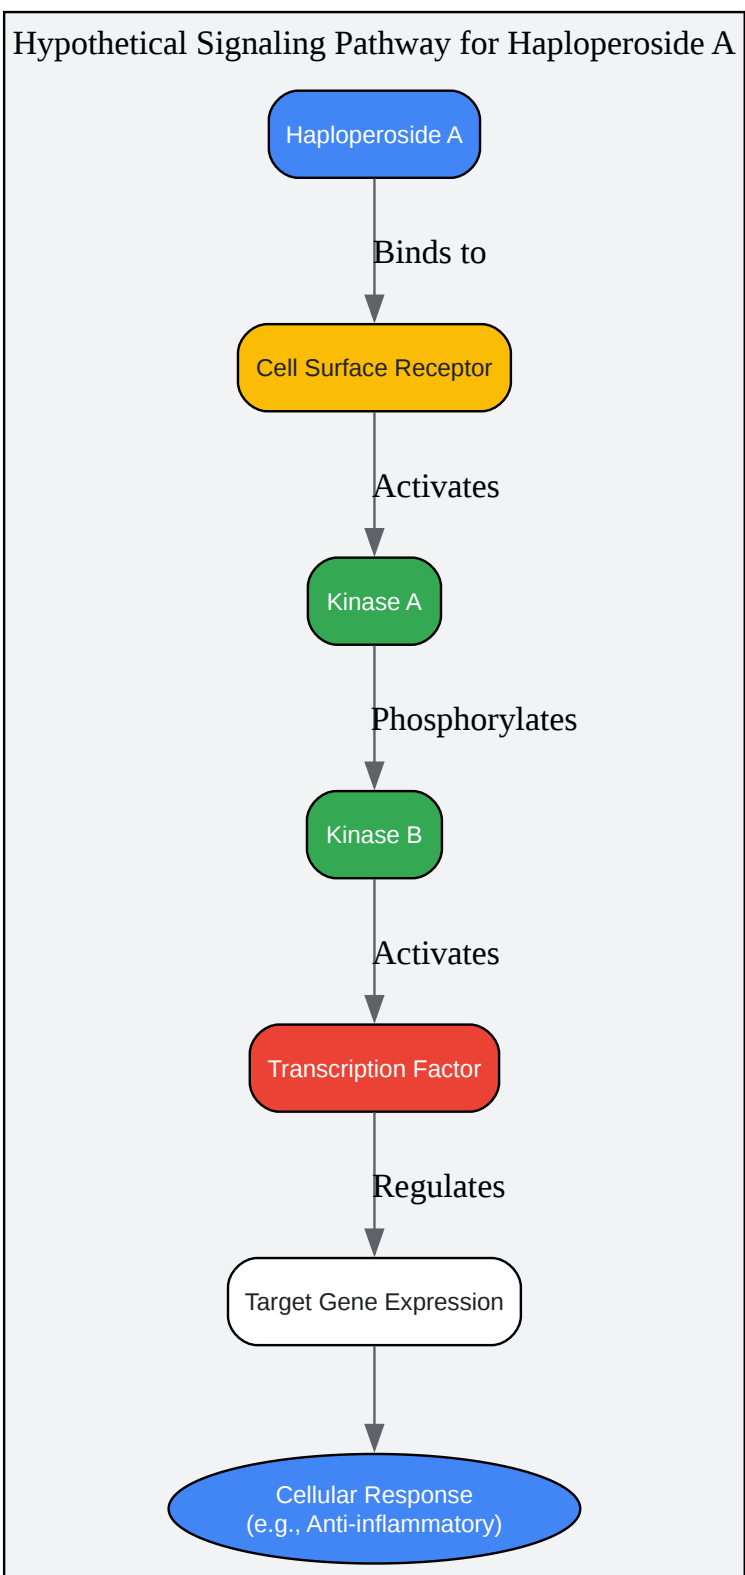 Hypothetical Signaling Pathway for Haploperoside A
Haploperoside A
Binds to
Cell Surface Receptor
Activates
Kinase A
Phosphorylates
Kinase B
Activates
Transcription Factor
Regulates
Target Gene Expression
Cellular Response
(e.g., Anti-inflammatory)